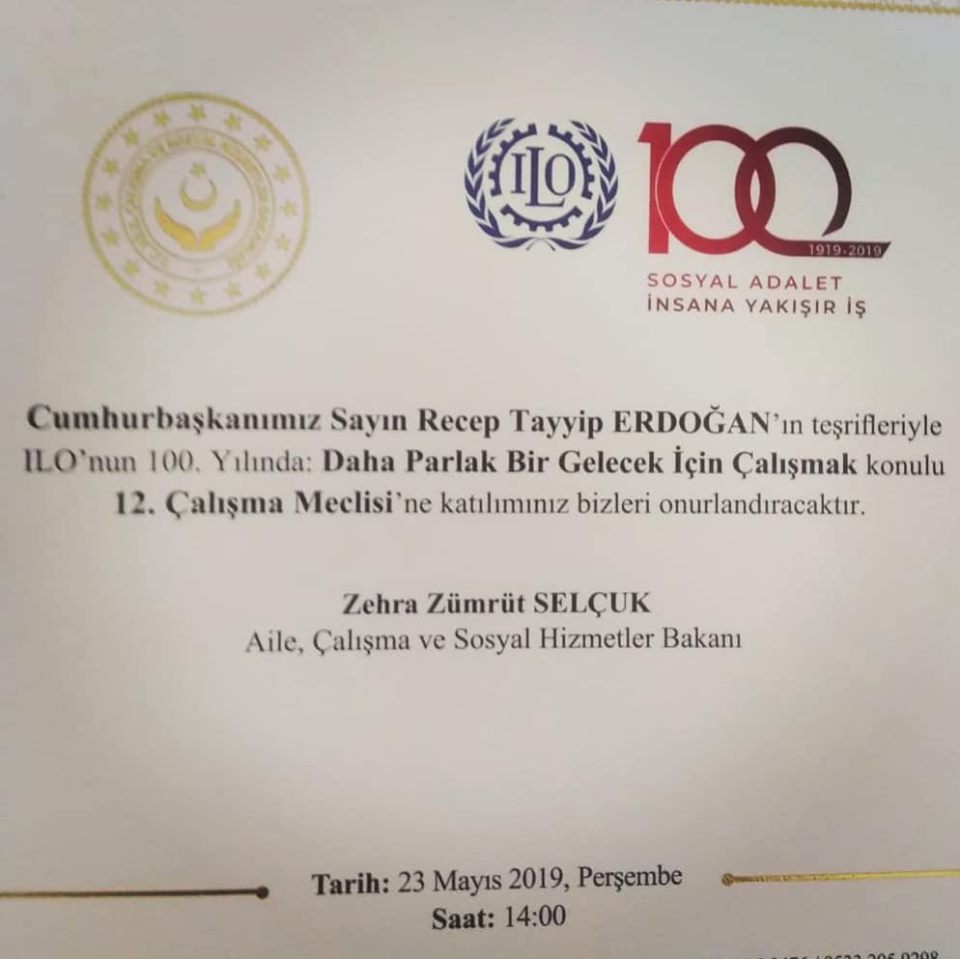 ILO
100
1919-2019
SOSYAL ADALET
İNSANA YAKIŞIR İŞ
Cumhurbaşkanımız Sayın Recep Tayyip ERDOĞAN'ın teşrifleriyle
ILO'nun 100. Yılında: Daha Parlak Bir Gelecek İçin Çalışmak konulu
12. Çalışma Meclisi'ne katılımınız bizleri onurlandıracaktır.
Zehra Zümrüt SELÇUK
Aile, Çalışma ve Sosyal Hizmetler Bakanı
Tarih: 23 Mayıs 2019, Perşembe
Saat: 14:00